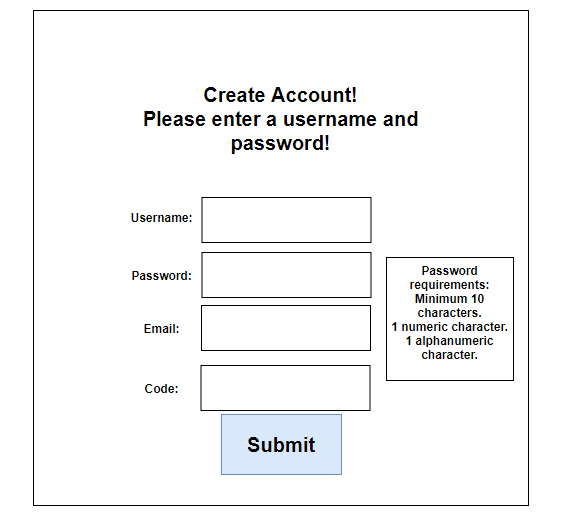 Create Account!
Please enter a username and
password!
Username:
Password:
Password
requirements:
Minimum 10
characters.
1 numeric character.
1 alphanumeric
character.
Email:
Code:
Submit